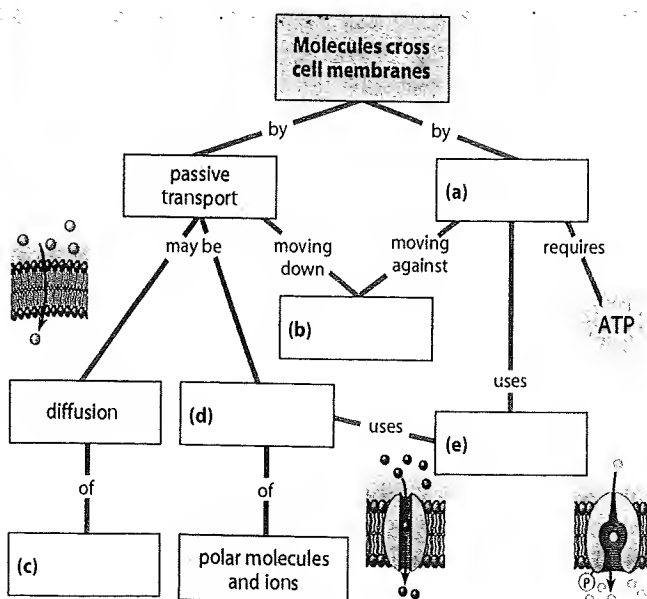 Molecules cross
cell membranes
by
by
passive
transport
(a)
may be
moving
down
moving
against
requires
(b)
ATP
diffusion
(d)
uses
uses
(e)
of
of
(c)
polar molecules
and ions
P